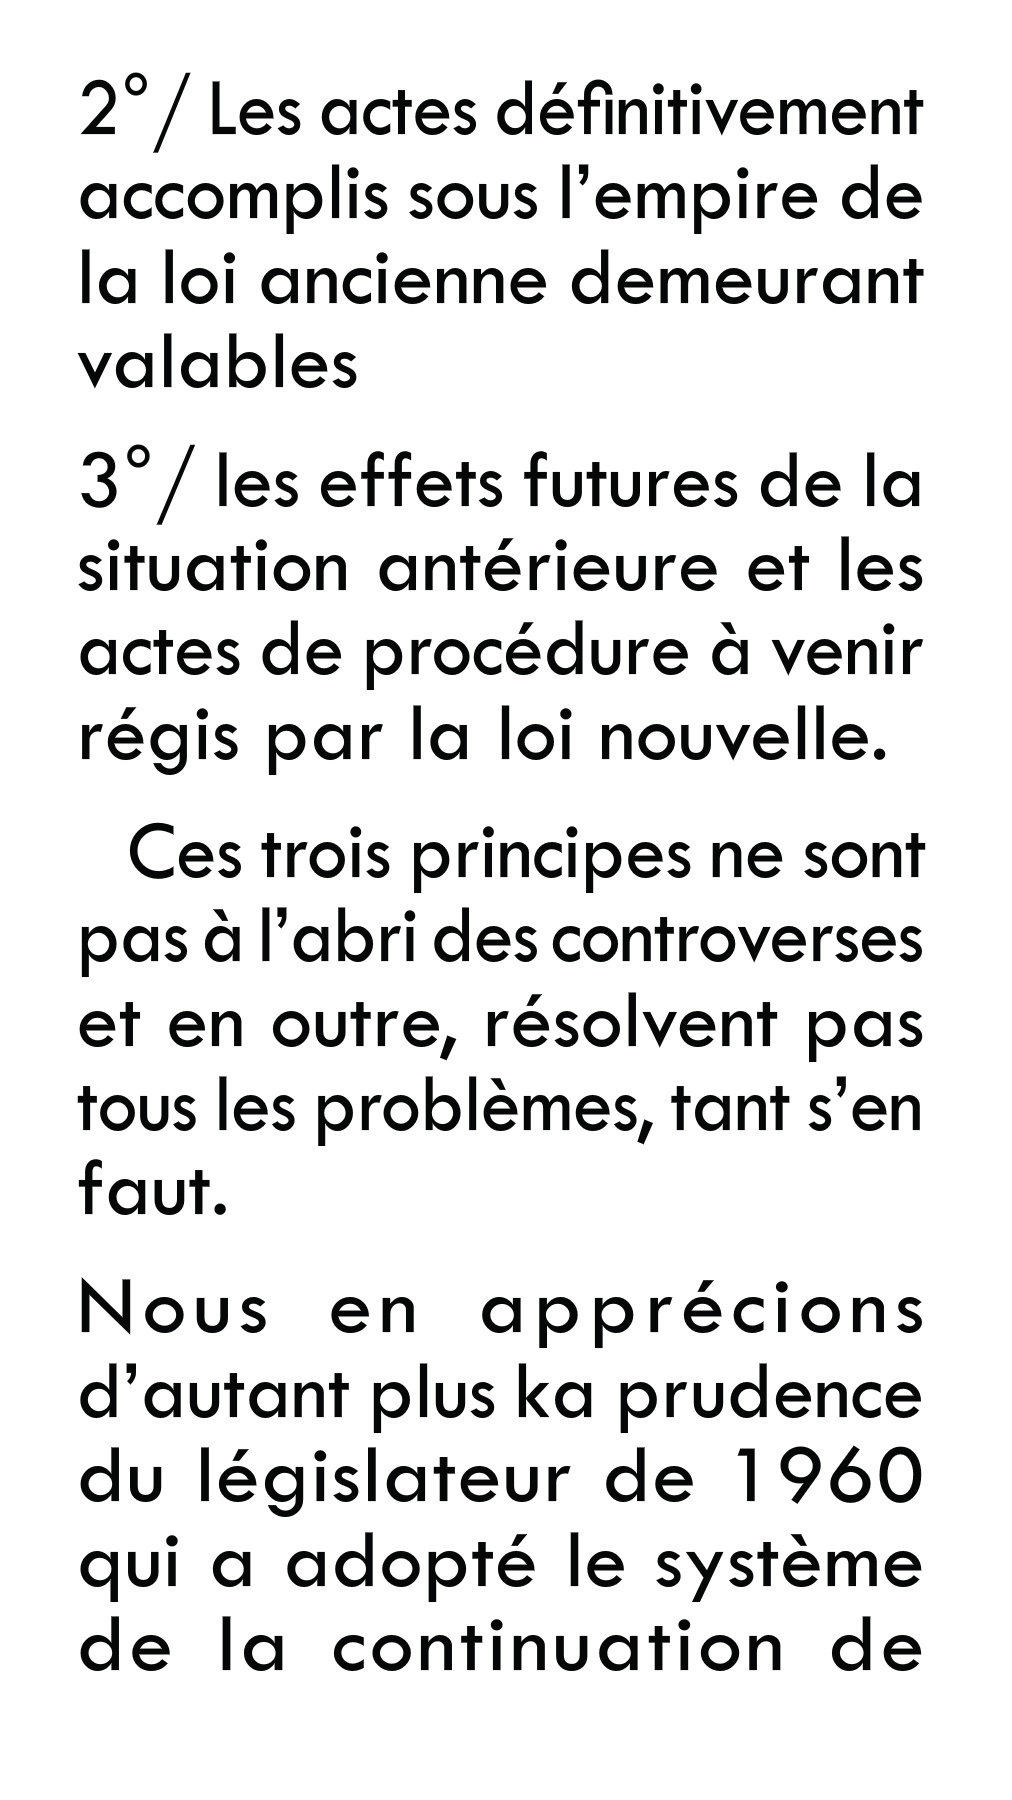 2°/ Les actes définitivement
accomplis sous l’empire de
la loi ancienne demeurant
valables
3°/ les effets futures de la
situation antérieure et les
actes de procédure à venir
régis par la loi nouvelle.
Ces trois principes ne sont
pas à l’abri des controverses
et en outre, résolvent pas
tous les problèmes, tant s’en
faut.
Nous en apprécions
d’autant plus ka prudence
du législateur de 1960
qui a adopté le système
de la continuation de